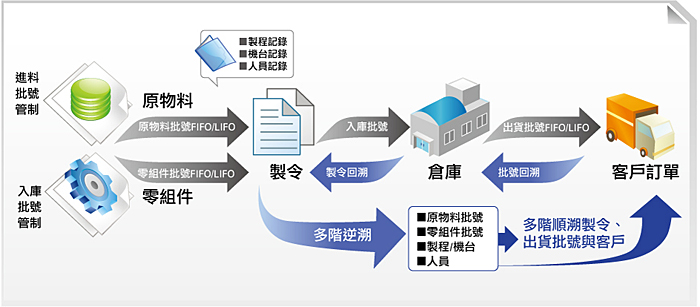 ■製程記錄
■機台記錄
■人員記錄
進料
批號
管制
原物料
原物料批號FIFO/LIFO
入庫批號
出貨批號FIFO/LIFO
零組件批號FIFO/LIFO
製令
製令回溯
倉庫
批號回溯
客戶訂單
入庫
批號
管制
零組件
多階逆溯
■原物料批號
■零組件批號
■製程/機台
■人員
多階順溯製令、
出貨批號與客戶